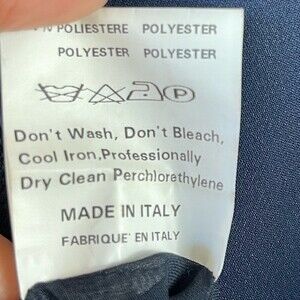 POLIESTERE POLYESTER
POLYESTER POLYESTER
P
Don't Wash, Don't Bleach,
Cool Iron,Professionally
Dry Clean Perchlorethylene
MADE IN ITALY
FABRIQUE' EN ITALY